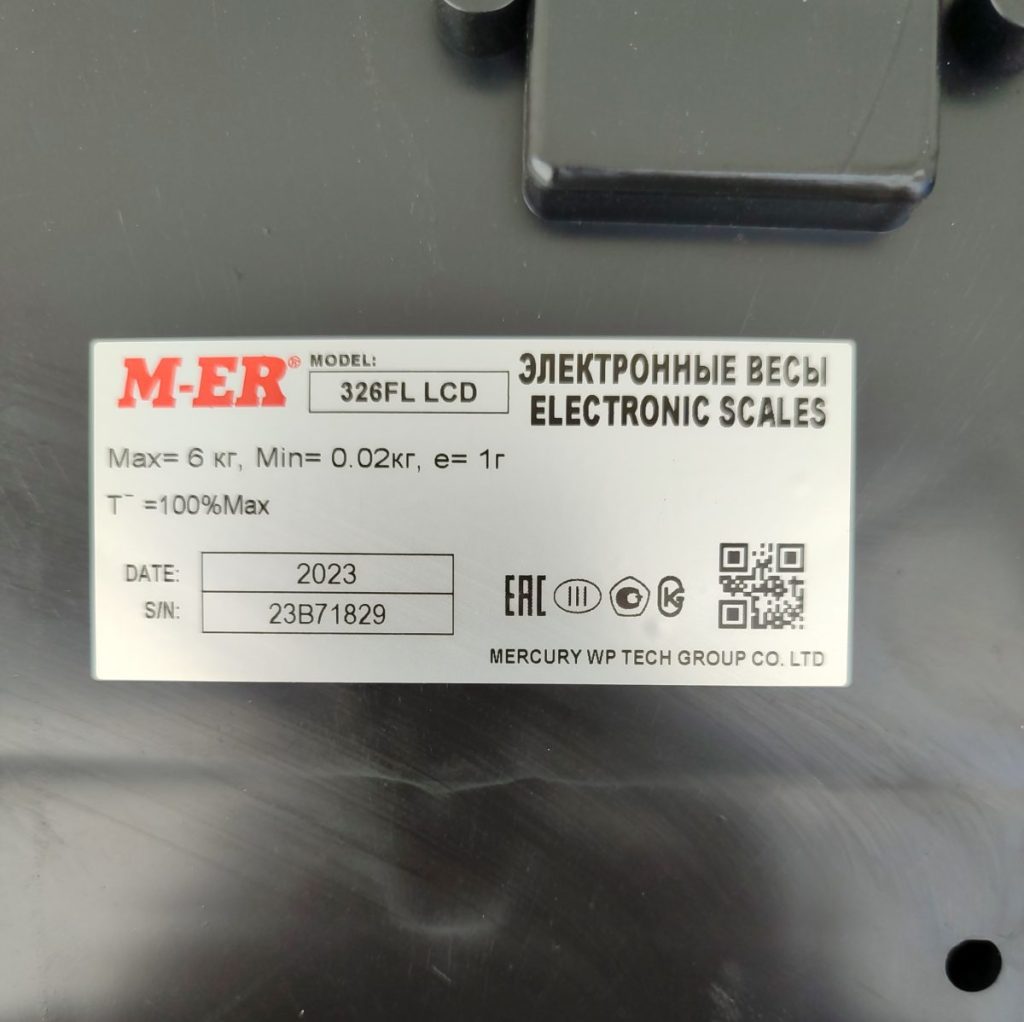 M-ER® MODEL:
326FL LCD
ЭЛЕКТРОННЫЕ ВЕСЫ
ELECTRONIC SCALES
Max= 6 кг, Min= 0.02кг, e= 1г
T⁻ =100%Max
DATE: 2023
S/N: 23B71829
EAC III C K
MERCURY WP TECH GROUP CO. LTD